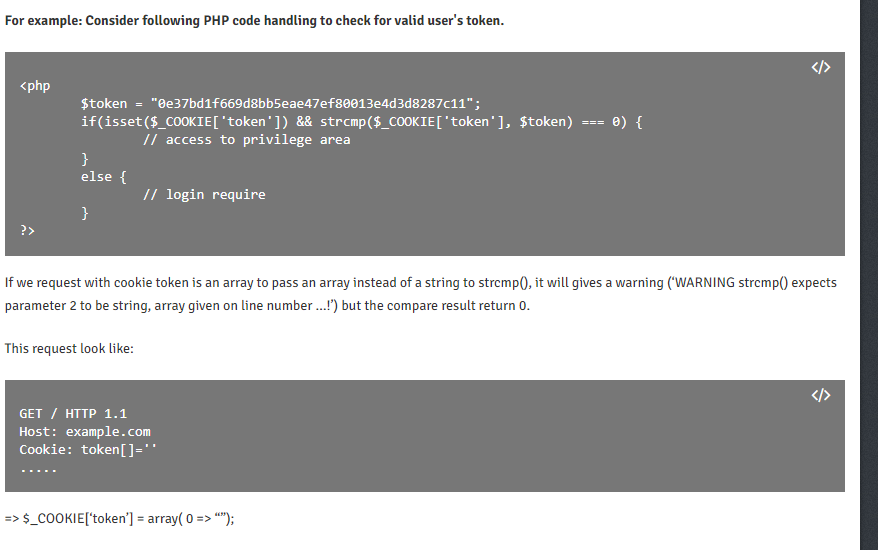 For example: Consider following PHP code handling to check for valid user's token.
</>
<php
$token = "0e37bd1f669d8bb5eae47ef80013e4d3d8287c11";
if(isset($_COOKIE['token']) && strcmp($_COOKIE['token'], $token) === 0) {
// access to privilege area
}
else {
// login require
}
?>
If we request with cookie token is an array to pass an array instead of a string to strcmp(), it will gives a warning (‘WARNING strcmp() expects
parameter 2 to be string, array given on line number …!’) but the compare result return 0.
This request look like:
</>
GET / HTTP 1.1
Host: example.com
Cookie: token[]=''
.....
=> $_COOKIE[‘token’] = array( 0 => “”);